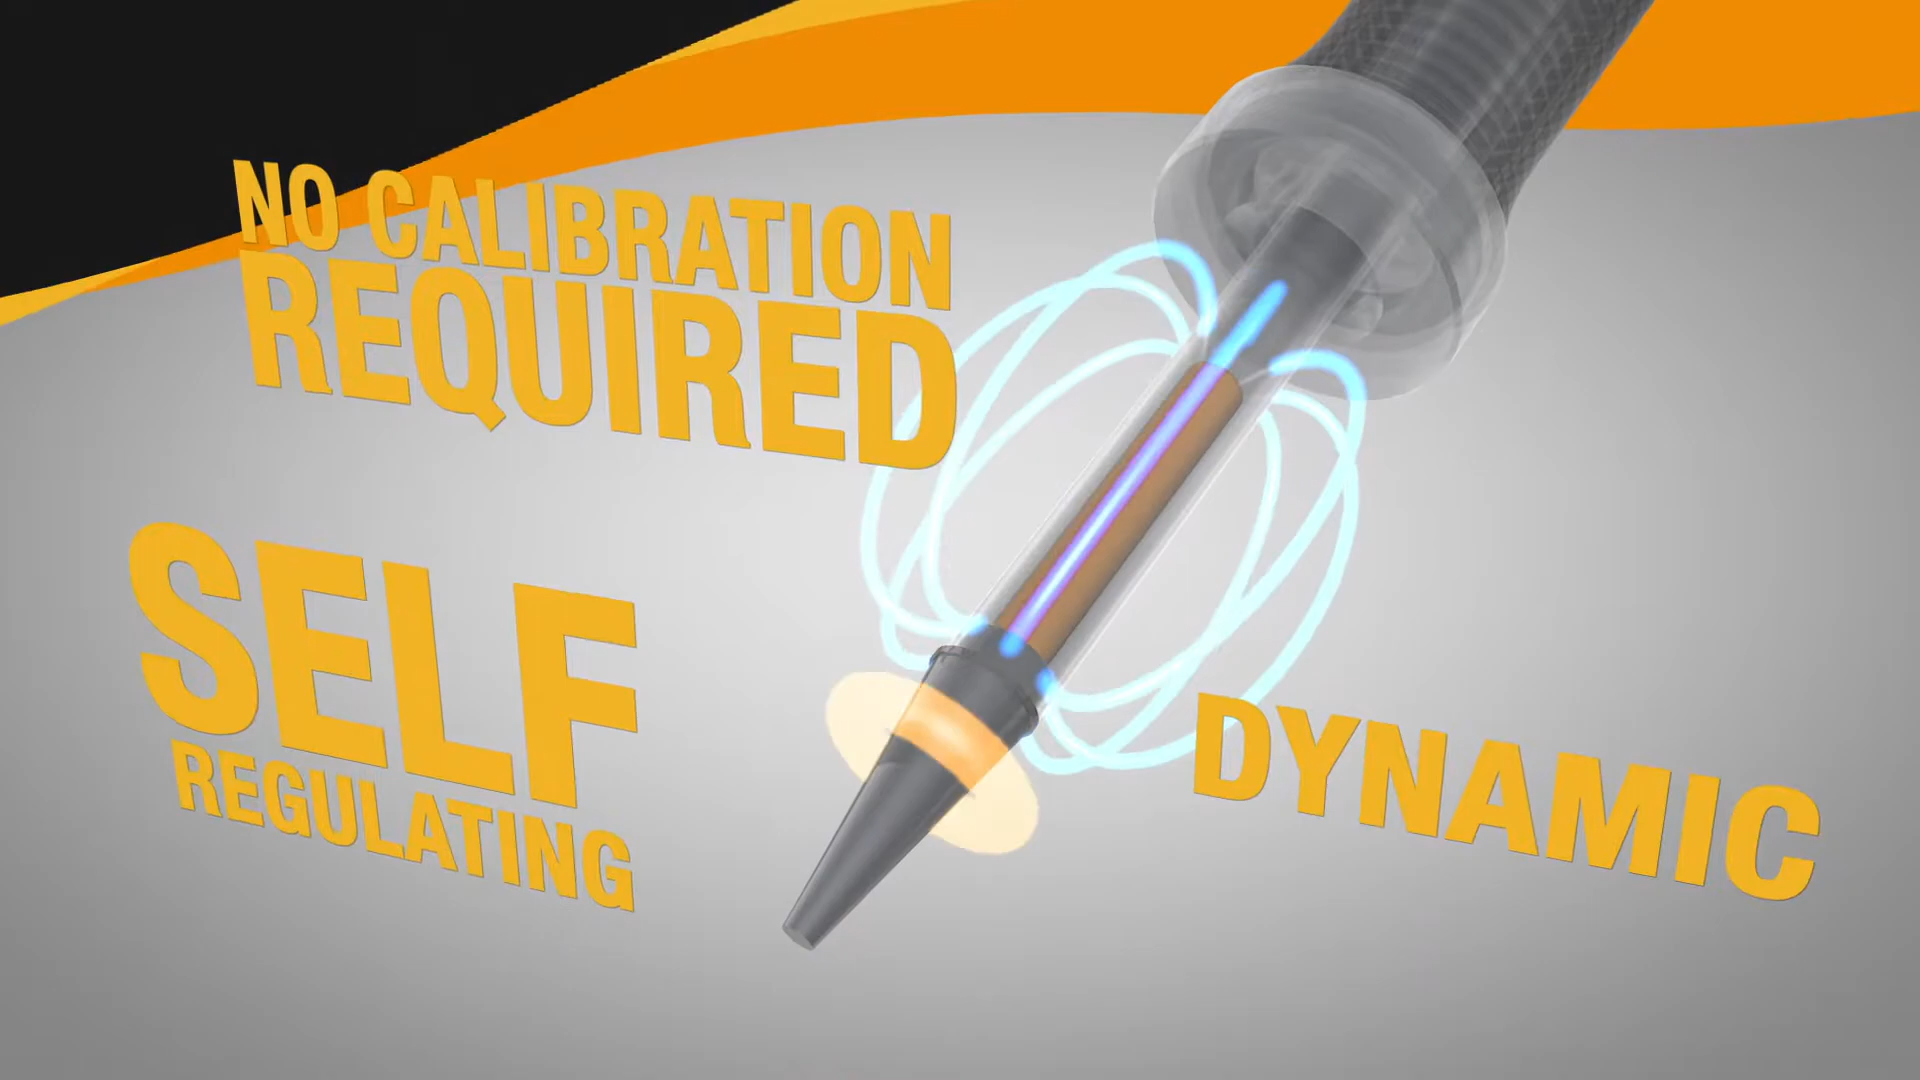 NO CALIBRATION
REQUIRED
SELF
REGULATING
DYNAMIC